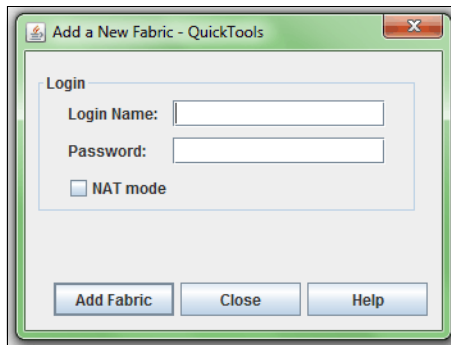 Add a New Fabric - QuickTools
Login
Login Name:
Password:
NAT mode
Add Fabric
Close
Help